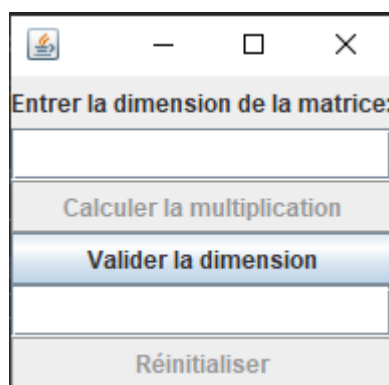 Entrer la dimension de la matrice:
Calculer la multiplication
Valider la dimension
Réinitialiser